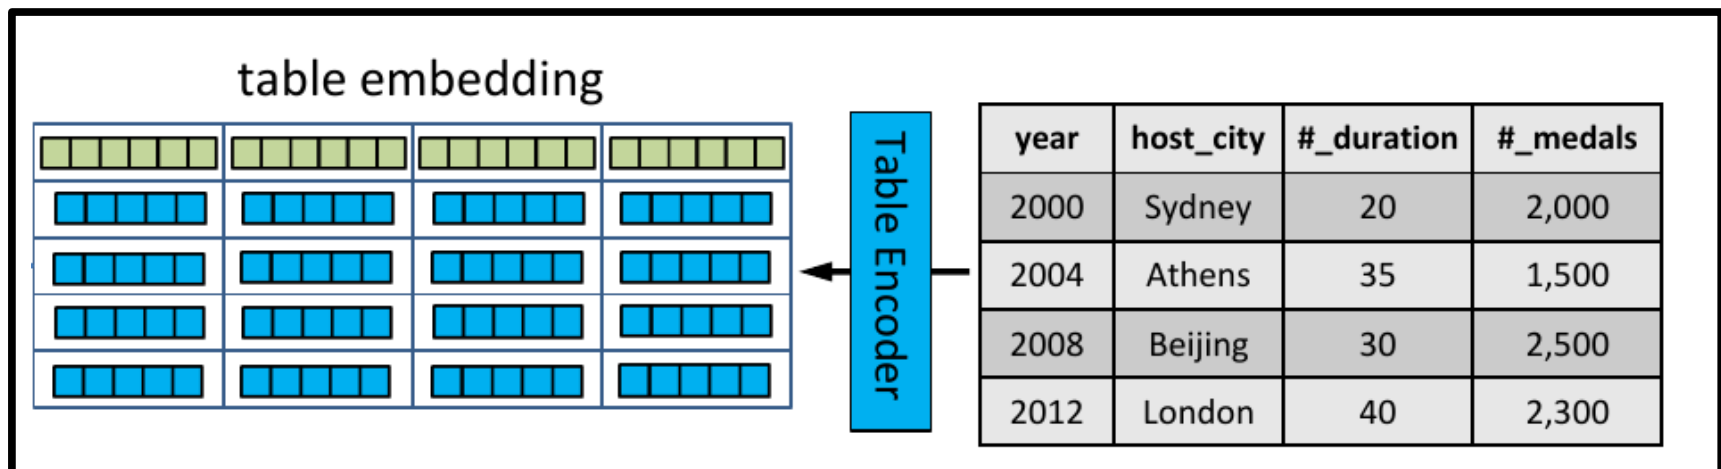 table embedding
Table Encoder
year host_city #_duration #_medals
2000 Sydney 20 2,000
2004 Athens 35 1,500
2008 Beijing 30 2,500
2012 London 40 2,300